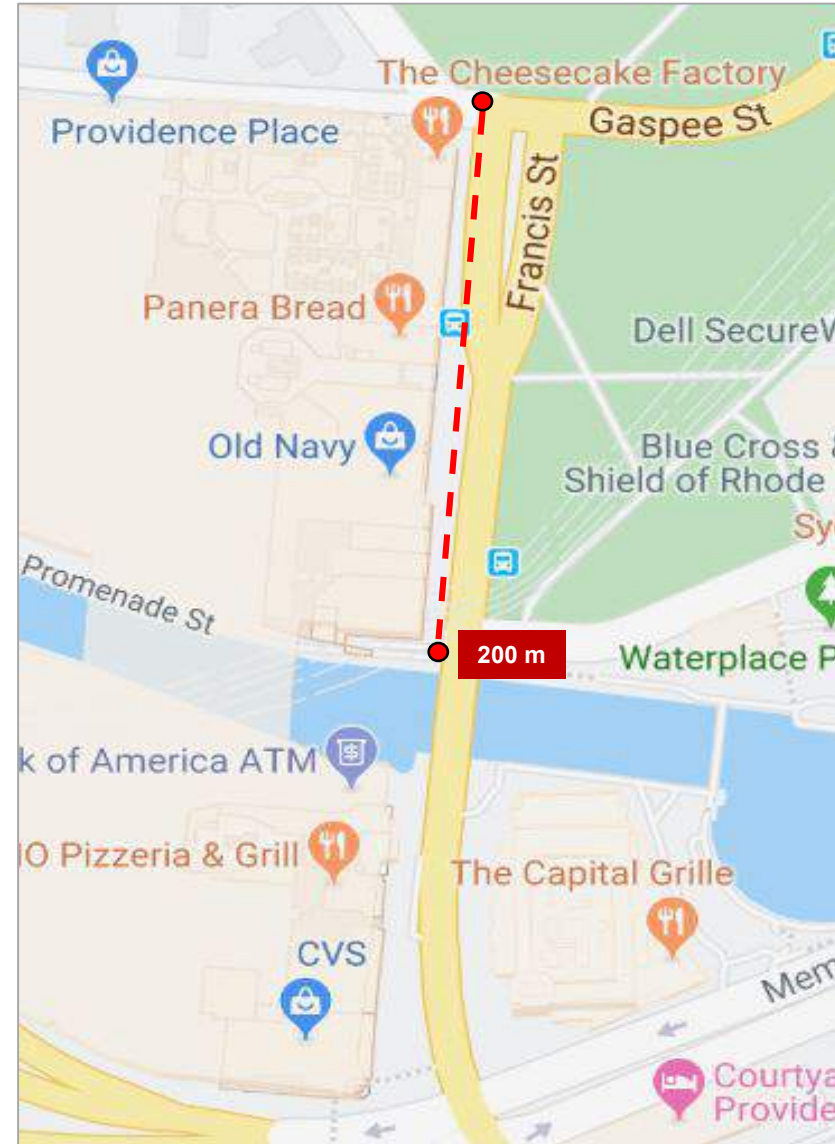 The Cheesecake Factory
Providence Place
Gaspee St
Francis St
Panera Bread
Dell SecureW
Old Navy
Blue Cross &
Shield of Rhode
Sy
Promenade St
200 m
Waterplace P
k of America ATM
IO Pizzeria & Grill
The Capital Grille
CVS
Mem
Courtya
Provide